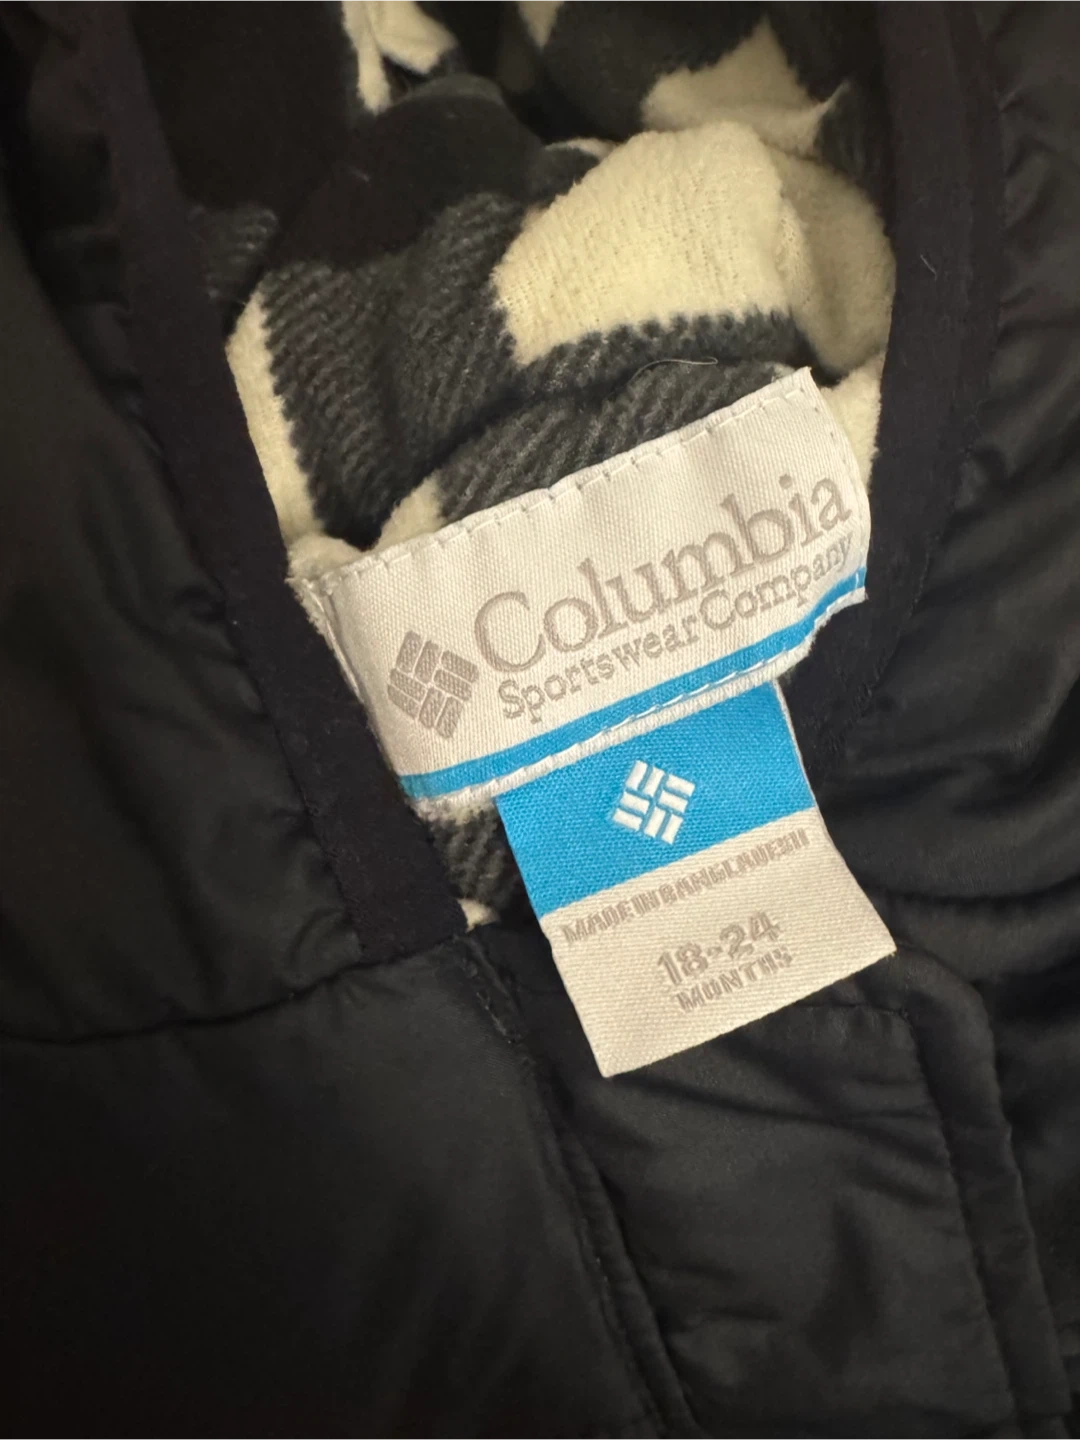 Columbia
Sportswear Company
MADE IN BANGLADESH
18-24
MONTHS